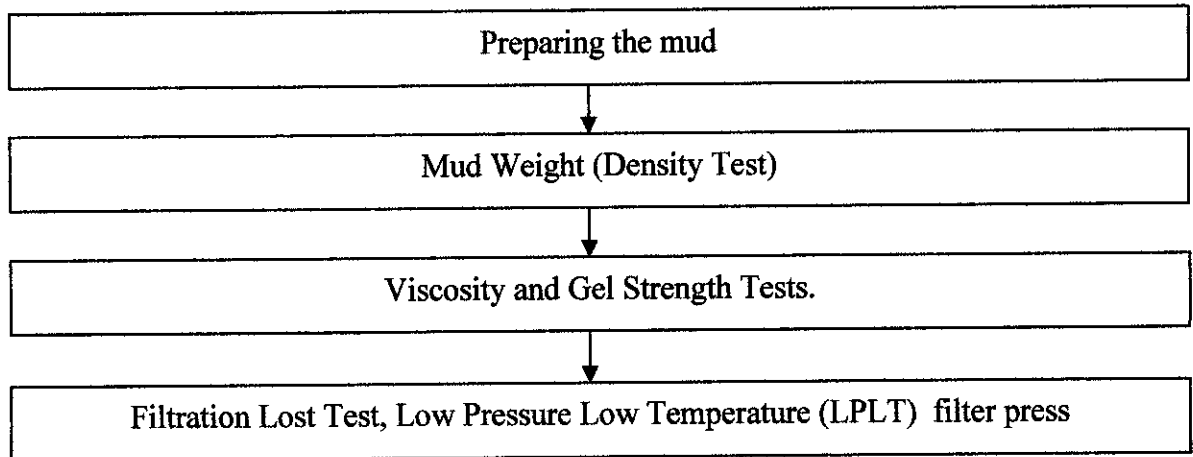 Preparing the mud
Mud Weight (Density Test)
Viscosity and Gel Strength Tests.
Filtration Lost Test, Low Pressure Low Temperature (LPLT) filter press